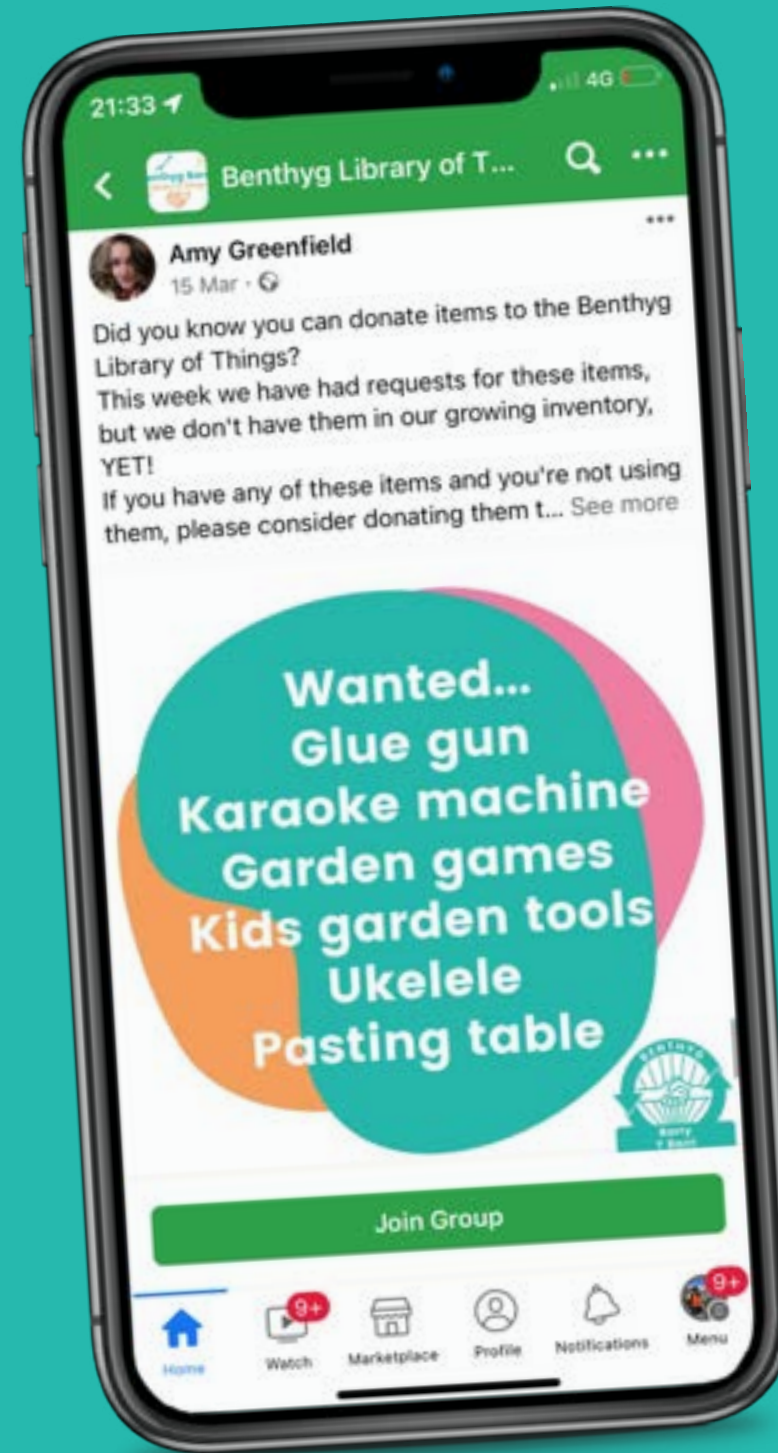 21:33
4G
Benthyg Library of T...
Amy Greenfield
15 Mar
Did you know you can donate items to the Benthyg
Library of Things?
This week we have had requests for these items,
but we don't have them in our growing inventory,
YET!
If you have any of these items and you're not using
them, please consider donating them t... See more
Wanted...
Glue gun
Karaoke machine
Garden games
Kids garden tools
Ukelele
Pasting table
BENTHYG
Barry
Join Group
9+
9+
Home
Watch
Marketplace
Profile
Notifications
Menu